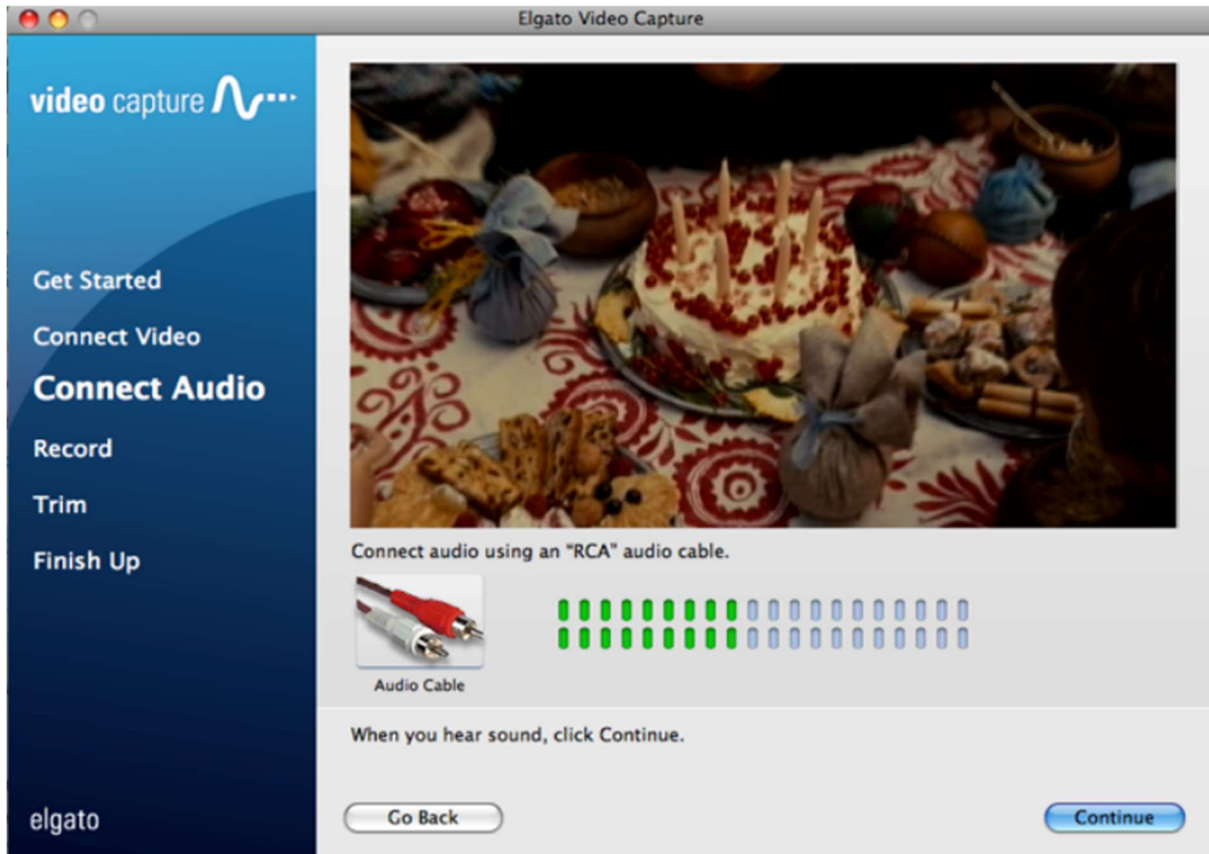 Elgato Video Capture
video capture
Get Started
Connect Video
Connect Audio
Record
Trim
Finish Up
elgato
Connect audio using an “RCA” audio cable.
Audio Cable
When you hear sound, click Continue.
Go Back
Continue